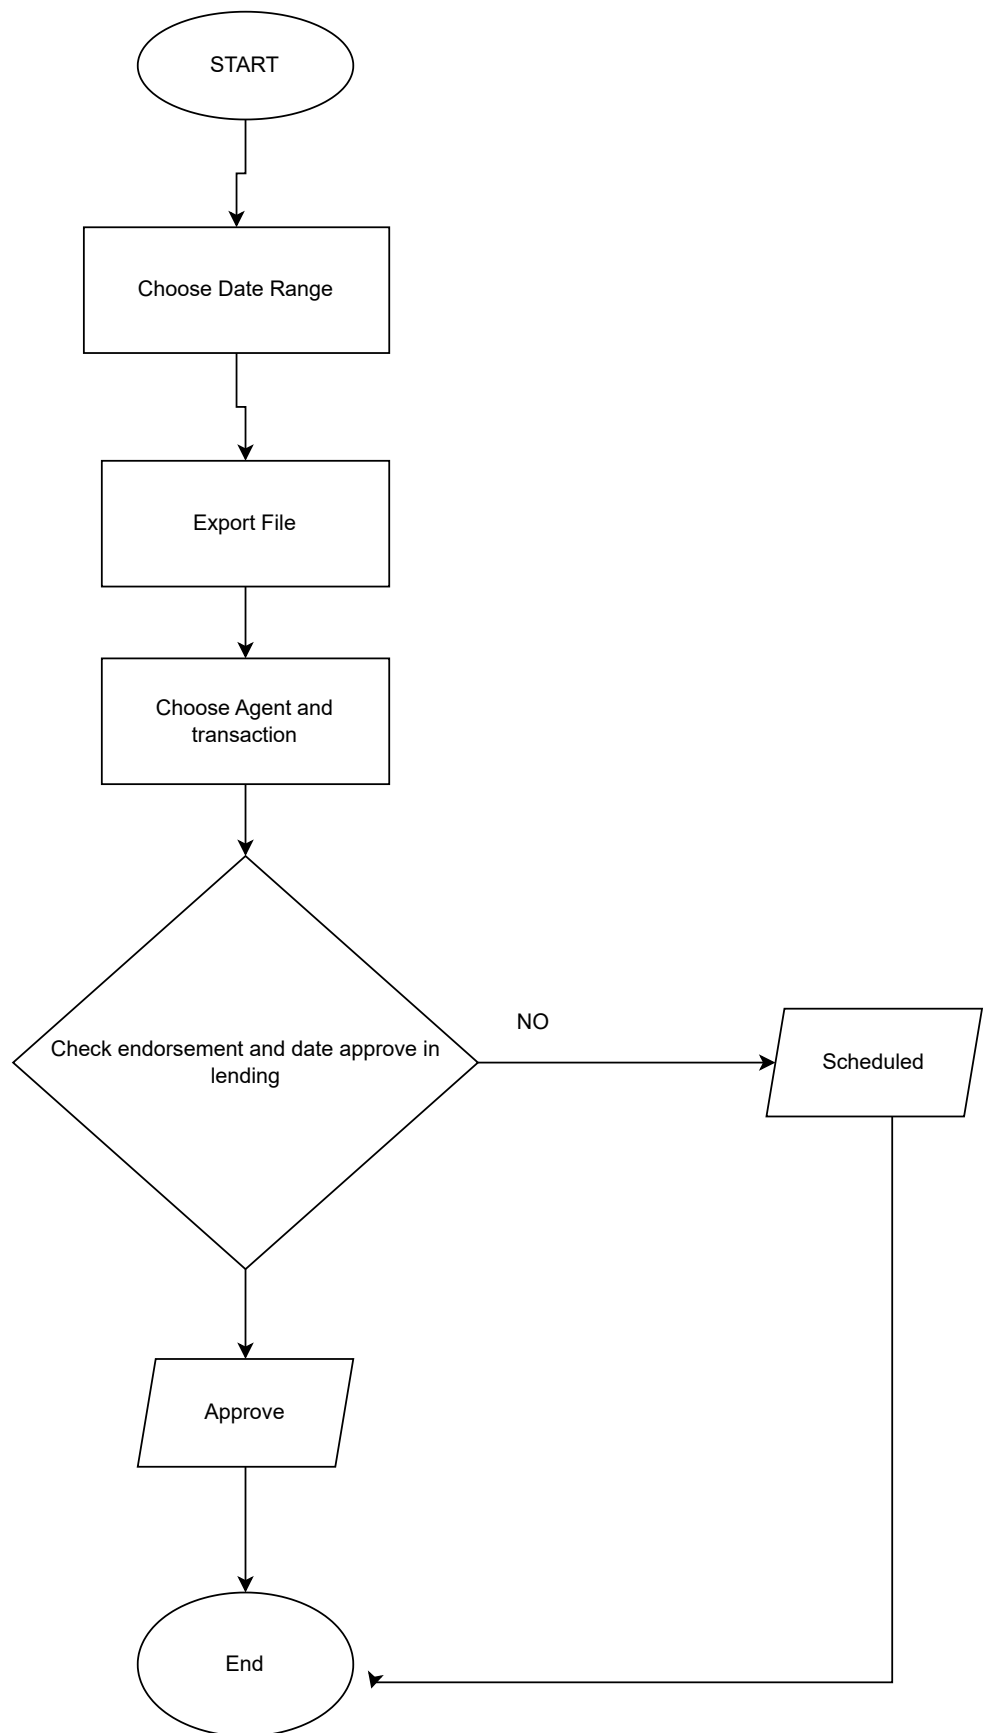 START
Choose Date Range
Export File
Choose Agent and
transaction
Check endorsement and date approve in
lending
NO
Scheduled
Approve
End